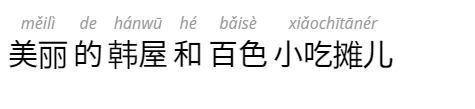 měilì de hánwū hé bǎisè xiǎochītānér
美丽 的 韩屋 和 百色 小吃摊儿